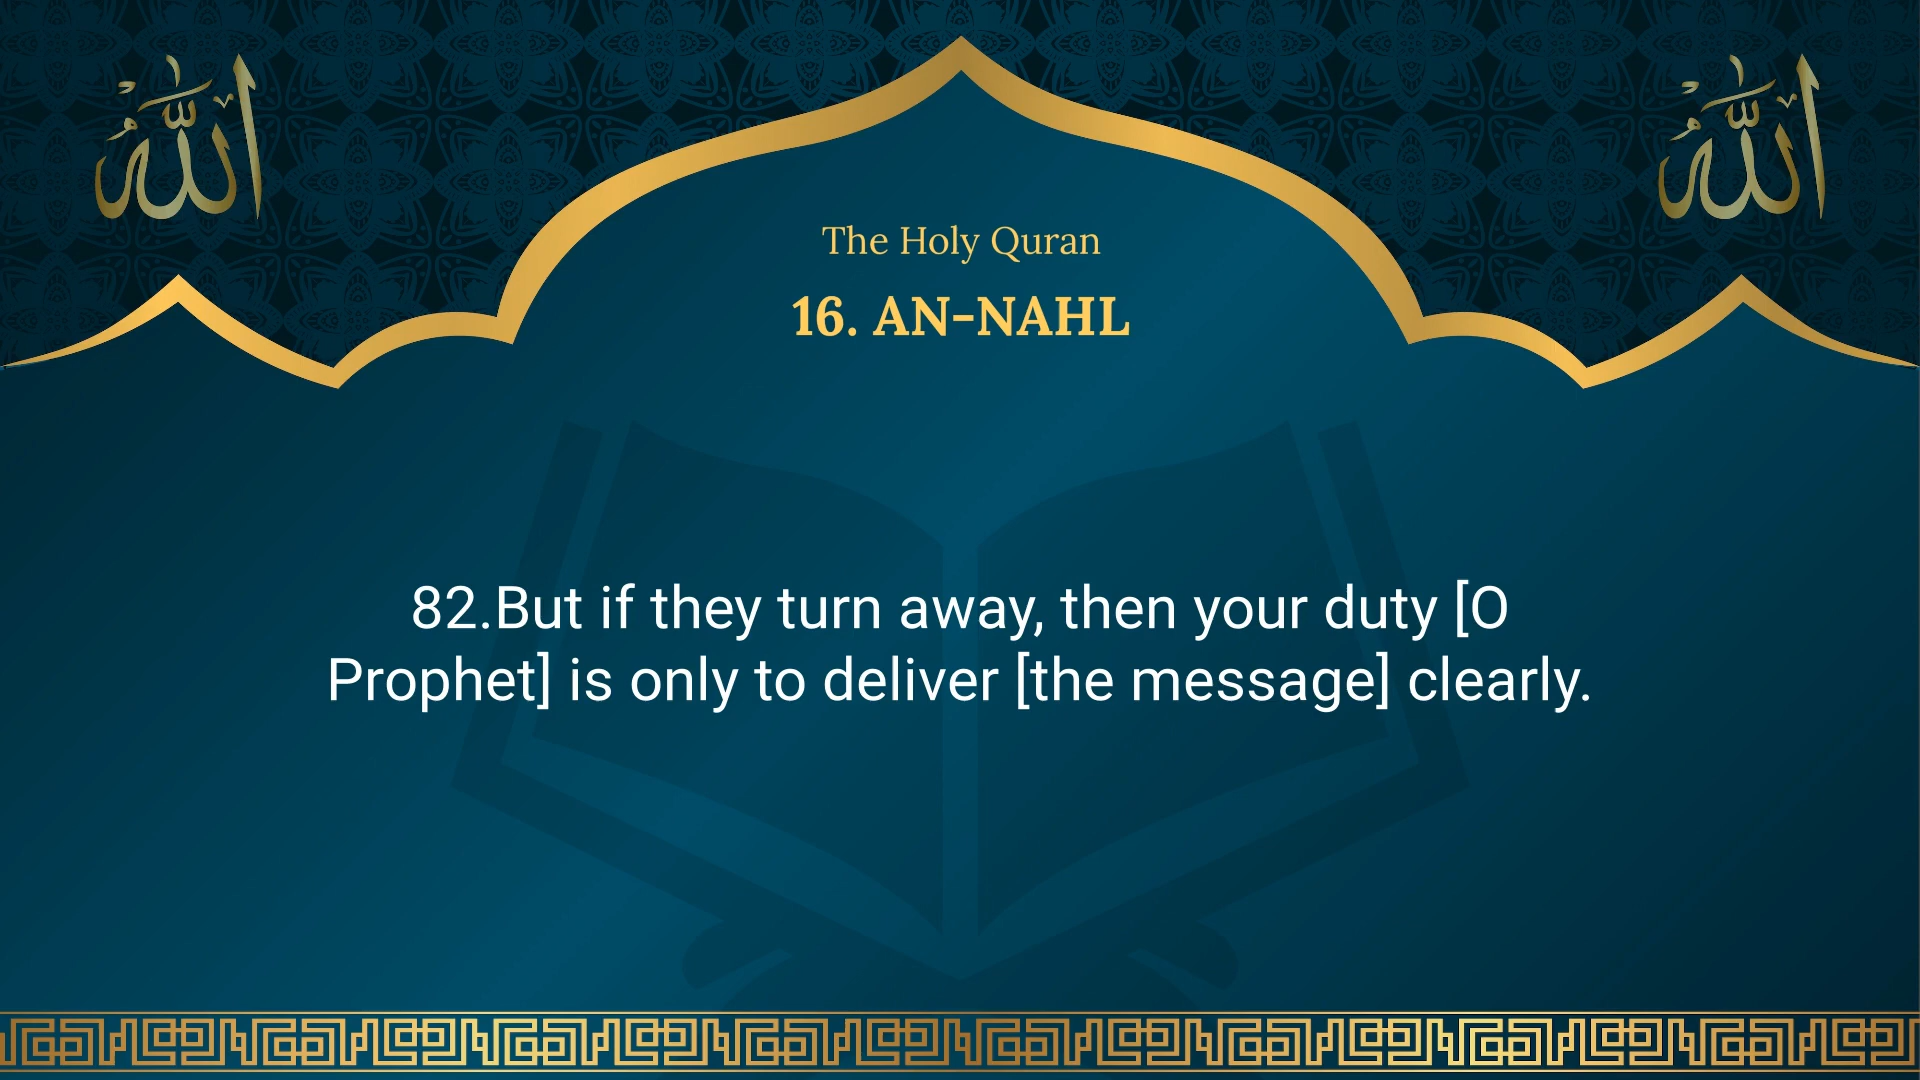 الله
الله
The Holy Quran
16. AN-NAHL
82.But if they turn away, then your duty [O
Prophet] is only to deliver [the message] clearly.